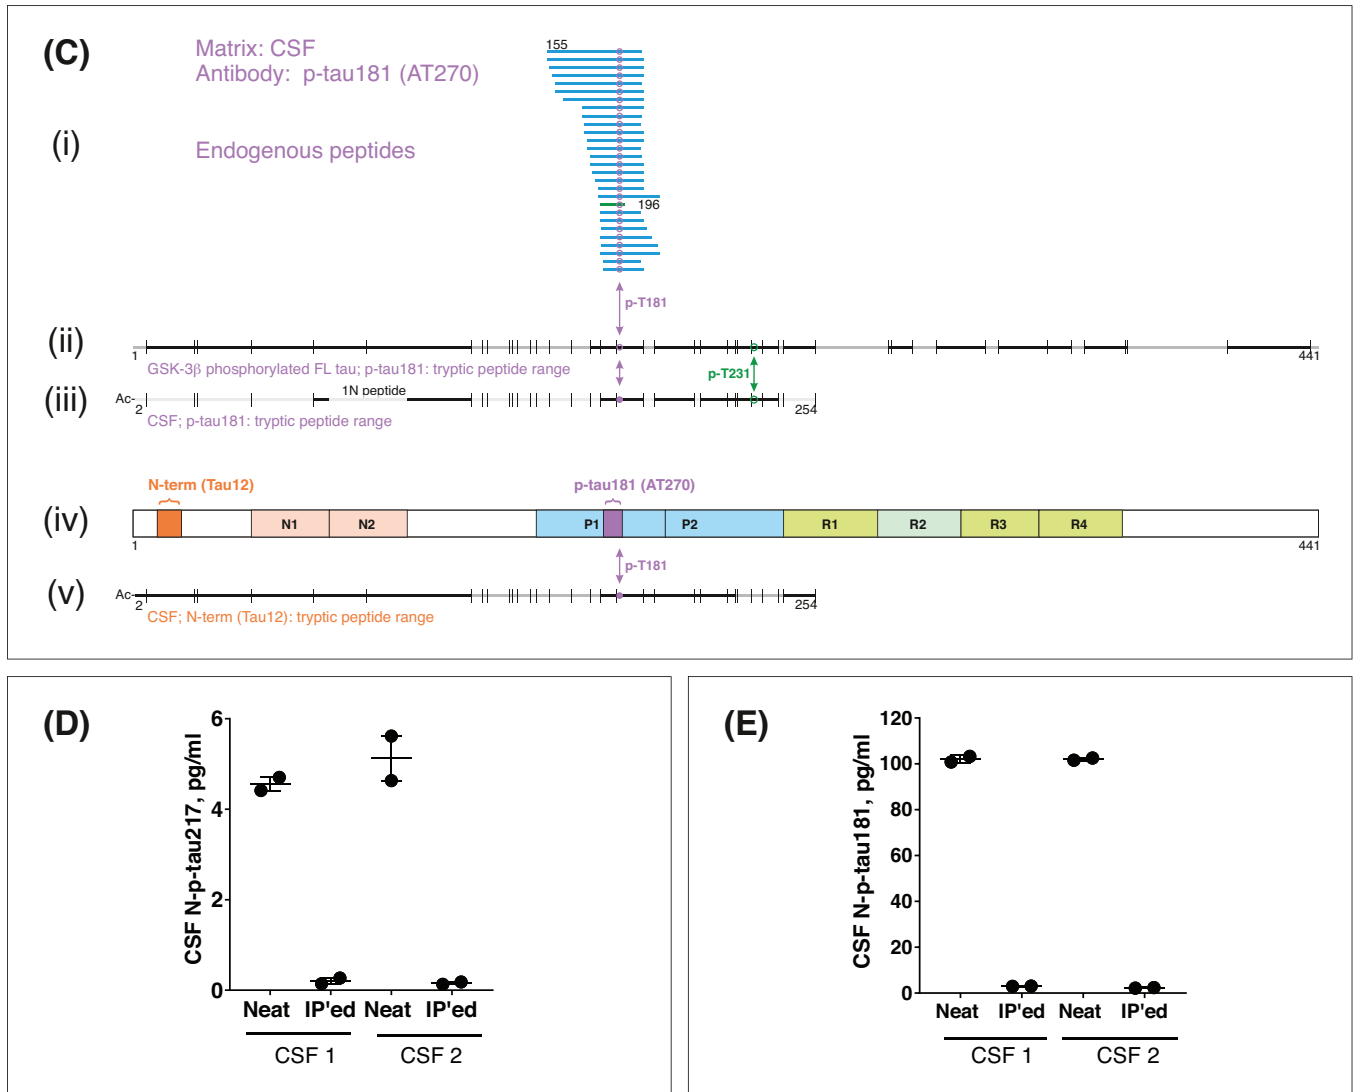 (C)
Matrix: CSF
Antibody: p-tau181 (AT270)
155
(i)
Endogenous peptides
196
p-T181
(ii)
1
441
GSK-3β phosphorylated FL tau; p-tau181: tryptic peptide range
p-T231
(iii)
Ac-
1N peptide
2
254
CSF; p-tau181: tryptic peptide range
N-term (Tau12)
p-tau181 (AT270)
(iv)
N1
N2
P1
P2
R1
R2
R3
R4
1
441
p-T181
(v)
Ac-
2
254
CSF; N-term (Tau12): tryptic peptide range
(D)
CSF N-p-tau217, pg/ml
6
4
2
0
Neat IP'ed Neat IP'ed
CSF 1 CSF 2
(E)
CSF N-p-tau181, pg/ml
120
100
80
60
40
20
0
Neat IP'ed Neat IP'ed
CSF 1 CSF 2